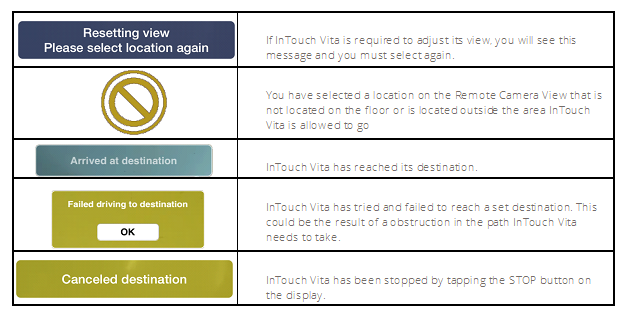 Resetting view
Please select location again
If InTouch Vita is required to adjust its view, you will see this
message and you must select again.
You have selected a location on the Remote Camera View that is
not located on the floor or is located outside the area InTouch
Vita is allowed to go
Arrived at destination
InTouch Vita has reached its destination.
Failed driving to destination
OK
InTouch Vita has tried and failed to reach a set destination. This
could be the result of a obstruction in the path InTouch Vita
needs to take.
Canceled destination
InTouch Vita has been stopped by tapping the STOP button on
the display.